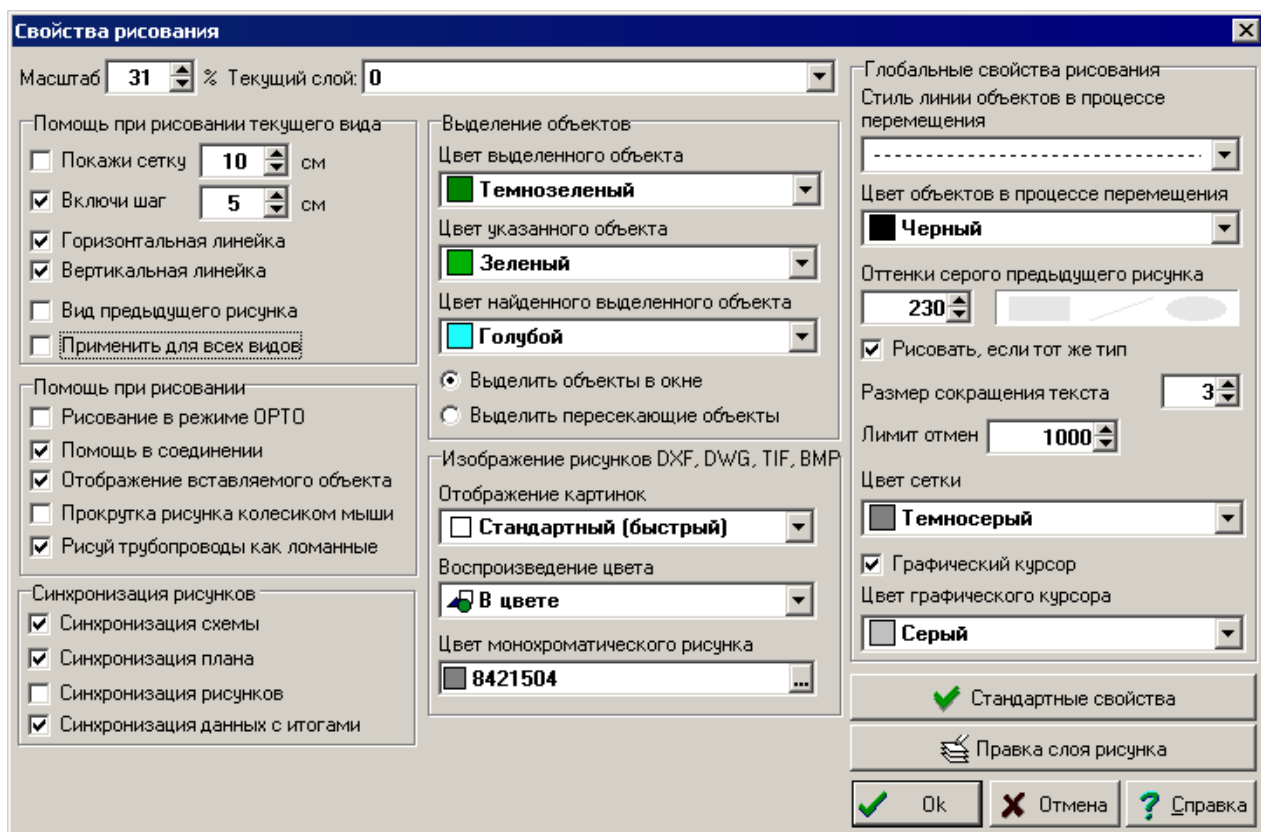 Свойства рисования
Масштаб 31 % Текущий слой: 0
Помощь при рисовании текущего вида
Покажи сетку 10 см
Включи шаг 5 см
Горизонтальная линейка
Вертикальная линейка
Вид предыдущего рисунка
Применить для всех видов
Помощь при рисовании
Рисование в режиме ОРТО
Помощь в соединении
Отображение вставляемого объекта
Прокрутка рисунка колесиком мыши
Рисуй трубопроводы как ломанные
Синхронизация рисунков
Синхронизация схемы
Синхронизация плана
Синхронизация рисунков
Синхронизация данных с итогами
Выделение объектов
Цвет выделенного объекта
Темнозеленый
Цвет указанного объекта
Зеленый
Цвет найденного выделенного объекта
Голубой
Выделить объекты в окне
Выделить пересекающие объекты
Изображение рисунков DXF, DWG, TIF, BMP
Отображение картинок
Стандартный (быстрый)
Воспроизведение цвета
В цвете
Цвет монохроматического рисунка
8421504 ...
Глобальные свойства рисования
Стиль линии объектов в процессе
перемещения
Цвет объектов в процессе перемещения
Черный
Оттенки серого предыдущего рисунка
230
Рисовать, если тот же тип
Размер сокращения текста 3
Лимит отмен 1000
Цвет сетки
Темносерый
Графический курсор
Цвет графического курсора
Серый
Стандартные свойства
Правка слоя рисунка
Ok Отмена Справка